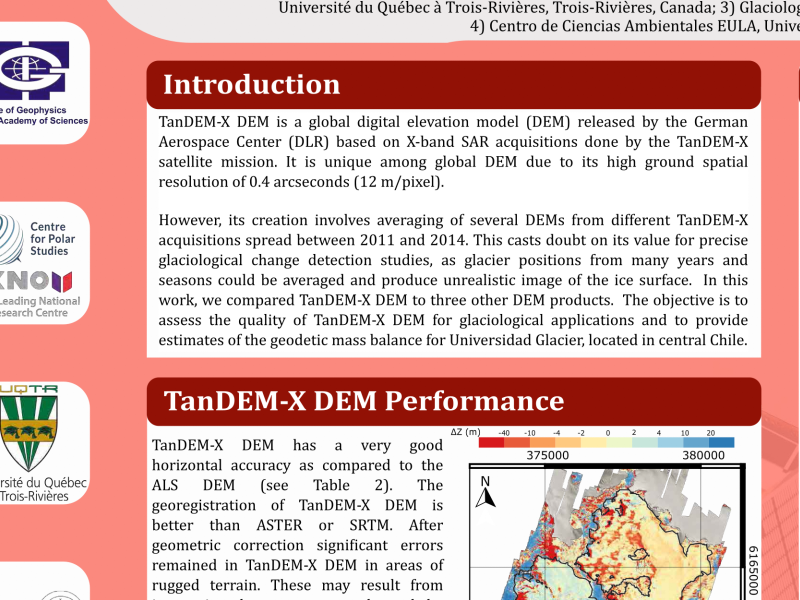 Université du Québec à Trois-Rivières, Trois-Rivières, Canada; 3)
4) Centro de Ciencias Ambientales EULA,
of Geophysics
Academy of Sciences
Centre
for Polar
Studies
KNOW
Leading National
Research Centre
UQTR
Université du Québec
Trois-Rivières
Introduction
TanDEM-X DEM is a global digital elevation model (DEM) released by the German
Aerospace Center (DLR) based on X-band SAR acquisitions done by the TanDEM-X
satellite mission. It is unique among global DEM due to its high ground spatial
resolution of 0.4 arcseconds (12 m/pixel).
However, its creation involves averaging of several DEMs from different TanDEM-X
acquisitions spread between 2011 and 2014. This casts doubt on its value for precise
glaciological change detection studies, as glacier positions from many years and
seasons could be averaged and produce unrealistic image of the ice surface. In this
work, we compared TanDEM-X DEM to three other DEM products. The objective is to
assess the quality of TanDEM-X DEM for glaciological applications and to provide
estimates of the geodetic mass balance for Universidad Glacier, located in central Chile.
TanDEM-X DEM Performance
TanDEM-X DEM has a very good
horizontal accuracy as compared to the
ALS DEM (see Table 2). The
georegistration of TanDEM-X DEM is
better than ASTER or SRTM. After
geometric correction significant errors
remained in TanDEM-X DEM in areas of
rugged terrain. These may result from
ΔZ (m) -40 -10 -4 -2 0 2 4 10 20
375000 380000
N
6165000